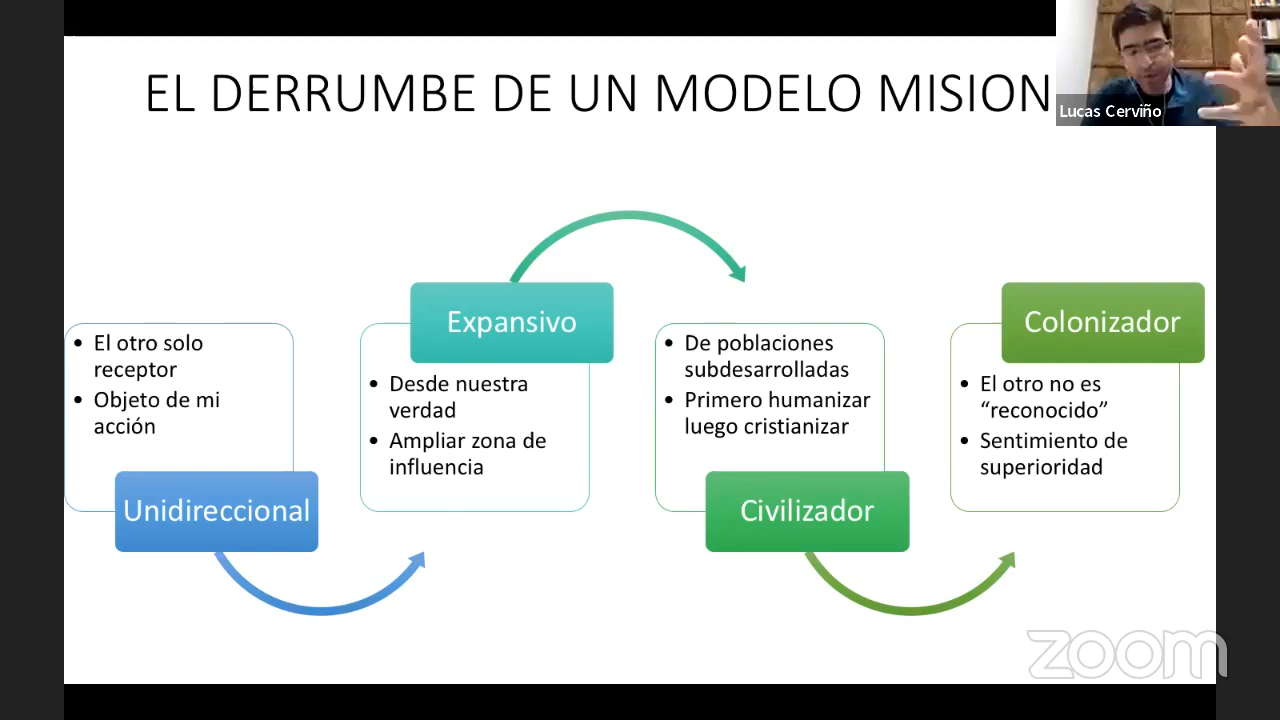 EL DERRUMBE DE UN MODELO MISION
Lucas Cerviño
• El otro solo
receptor
• Objeto de mi
acción
Unidireccional
Expansivo
• Desde nuestra
verdad
• Ampliar zona de
influencia
• De poblaciones
subdesarrolladas
• Primero humanizar
luego cristianizar
Civilizador
Colonizador
• El otro no es
“reconocido”
• Sentimiento de
superioridad
zoom